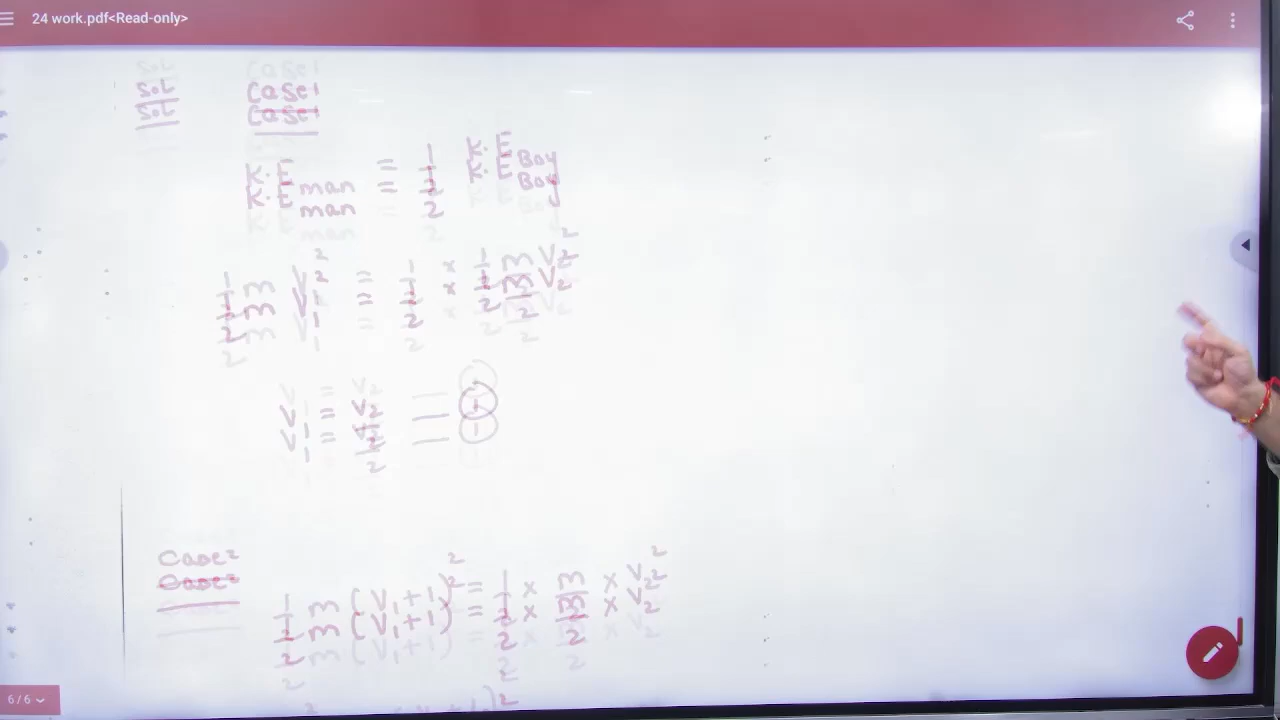 24 work.pdf<Read-only>
Sol Case 1
K.E man = 1/2 K.E Boy
1/2 m V₁² = 1/2 × 1/2 m/2 V₂²
V₁ = V₂/2 — ①
Case 2
1/2 m (V₁+1)² = 1/2 × m/2 × V₂²
6 / 6